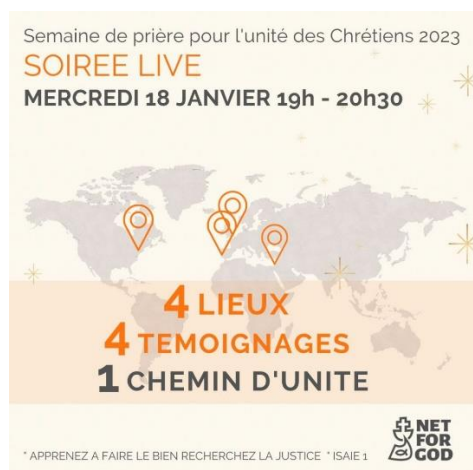 Semaine de prière pour l'unité des Chrétiens 2023
SOIREE LIVE
MERCREDI 18 JANVIER 19h - 20h30
4 LIEUX
4 TEMOIGNAGES
1 CHEMIN D'UNITE
NET
FOR
GOD
" APPRENEZ A FAIRE LE BIEN RECHERCHEZ LA JUSTICE " ISAIE 1